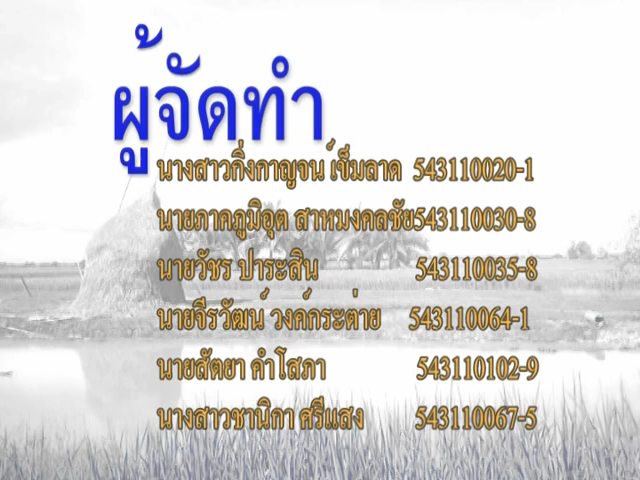 ผู้จัดทำ
นางสาวกิ่งกาญจน์ เข็มลาด 543110020-1
นายภาคภูมิอุต สาหมงคลชัย543110030-8
นายวัชร ปาระสิน 543110035-8
นายจีรวัฒน์ วงค์กระต่าย 543110064-1
นายสัตยา คำโสภา 543110102-9
นางสาวชานิกา ศรีแสง 543110067-5